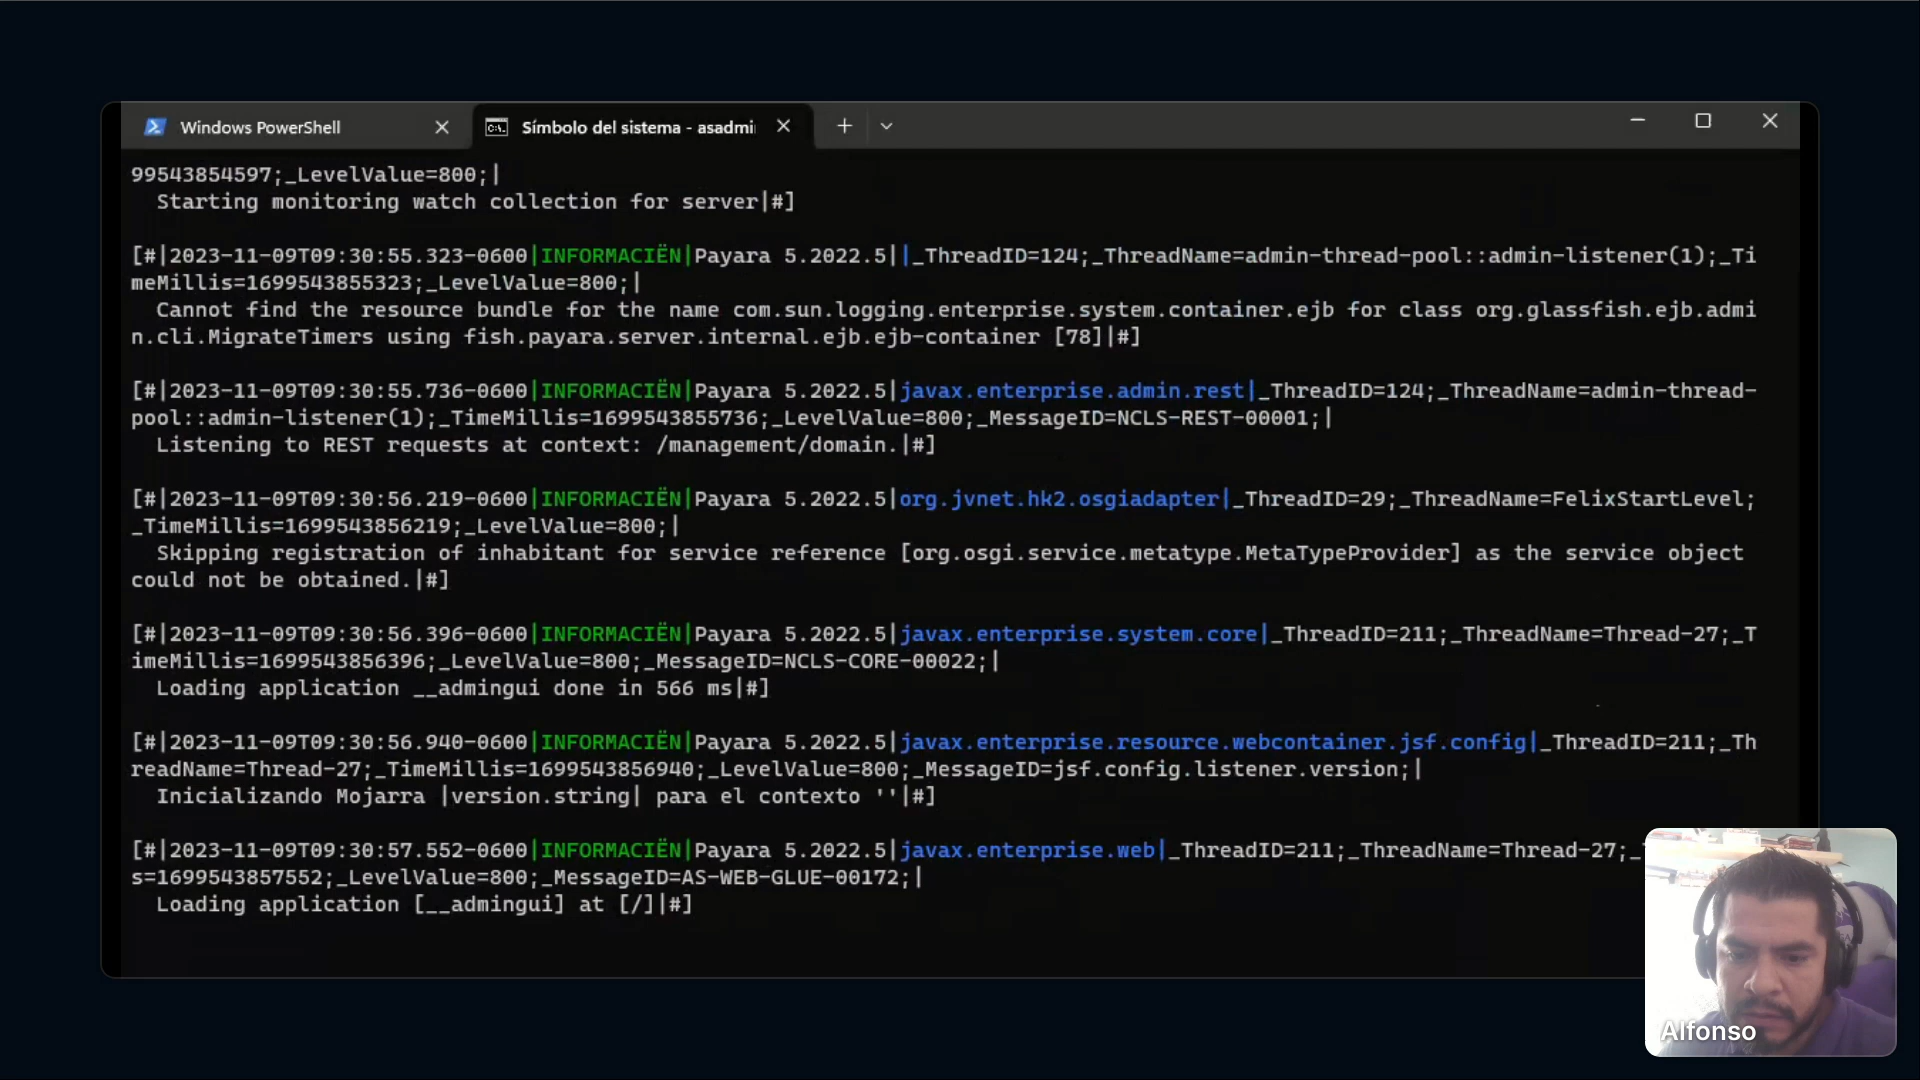 Windows PowerShell
Símbolo del sistema - asadmi
99543854597;_LevelValue=800;|
Starting monitoring watch collection for server|#]
[#|2023-11-09T09:30:55.323-0600|INFORMACIËN|Payara 5.2022.5||_ThreadID=124;_ThreadName=admin-thread-pool::admin-listener(1);_Ti
meMillis=1699543855323;_LevelValue=800;|
Cannot find the resource bundle for the name com.sun.logging.enterprise.system.container.ejb for class org.glassfish.ejb.admi
n.cli.MigrateTimers using fish.payara.server.internal.ejb.ejb-container [78]|#]
[#|2023-11-09T09:30:55.736-0600|INFORMACIËN|Payara 5.2022.5|javax.enterprise.admin.rest|_ThreadID=124;_ThreadName=admin-thread-
pool::admin-listener(1);_TimeMillis=1699543855736;_LevelValue=800;_MessageID=NCLS-REST-00001;|
Listening to REST requests at context: /management/domain.|#]
[#|2023-11-09T09:30:56.219-0600|INFORMACIËN|Payara 5.2022.5|org.jvnet.hk2.osgiadapter|_ThreadID=29;_ThreadName=FelixStartLevel;
_TimeMillis=1699543856219;_LevelValue=800;|
Skipping registration of inhabitant for service reference [org.osgi.service.metatype.MetaTypeProvider] as the service object
could not be obtained.|#]
[#|2023-11-09T09:30:56.396-0600|INFORMACIËN|Payara 5.2022.5|javax.enterprise.system.core|_ThreadID=211;_ThreadName=Thread-27;_T
imeMillis=1699543856396;_LevelValue=800;_MessageID=NCLS-CORE-00022;|
Loading application __admingui done in 566 ms|#]
[#|2023-11-09T09:30:56.940-0600|INFORMACIËN|Payara 5.2022.5|javax.enterprise.resource.webcontainer.jsf.config|_ThreadID=211;_Th
readName=Thread-27;_TimeMillis=1699543856940;_LevelValue=800;_MessageID=jsf.config.listener.version;|
Inicializando Mojarra |version.string| para el contexto ''|#]
[#|2023-11-09T09:30:57.552-0600|INFORMACIËN|Payara 5.2022.5|javax.enterprise.web|_ThreadID=211;_ThreadName=Thread-27;_
s=1699543857552;_LevelValue=800;_MessageID=AS-WEB-GLUE-00172;|
Loading application [__admingui] at [/]|#]
Alfonso